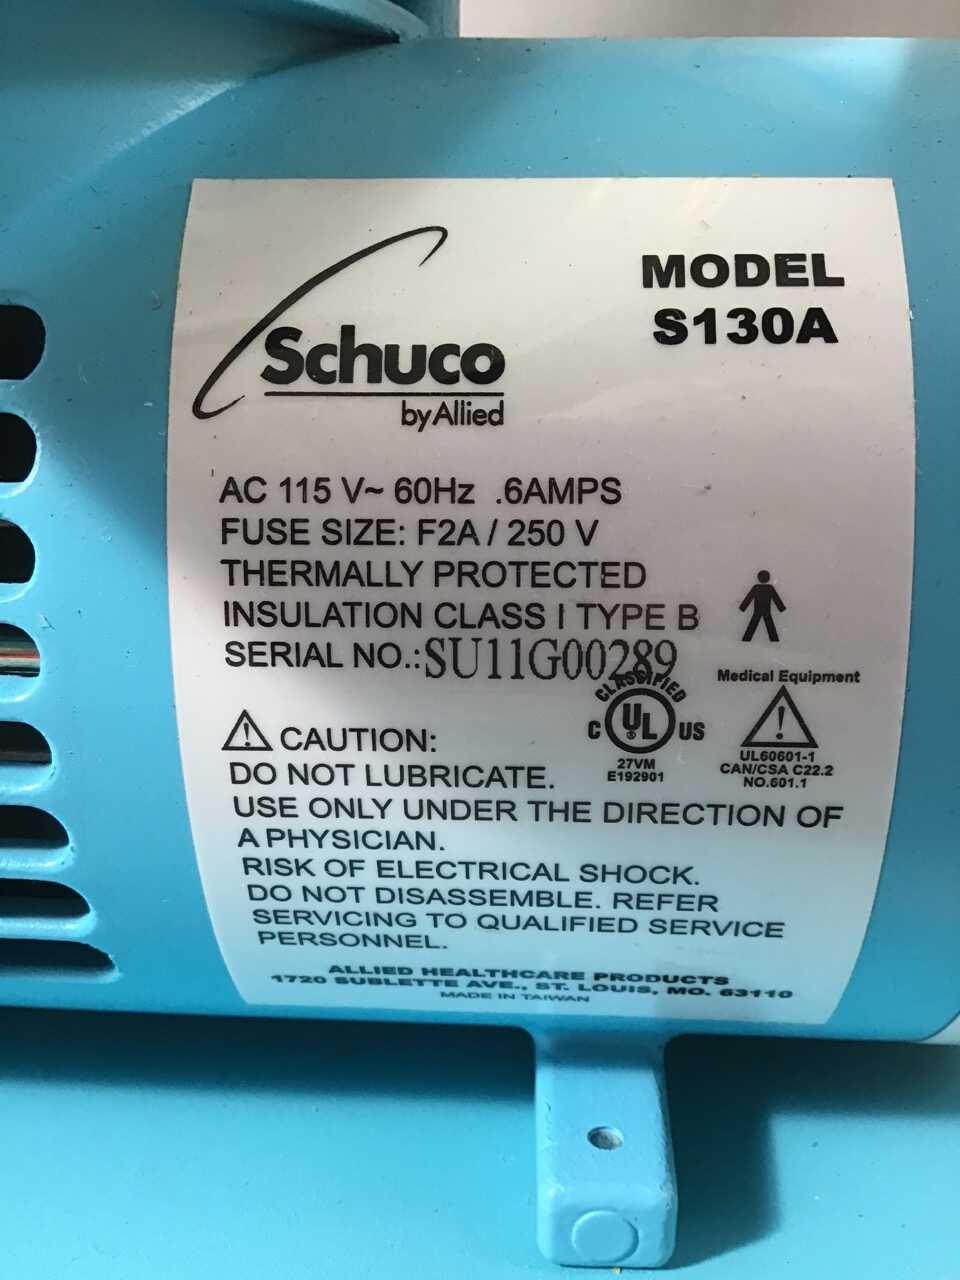 MODEL
S130A
Schuco
by Allied
AC 115 V~ 60Hz .6AMPS
FUSE SIZE: F2A / 250 V
THERMALLY PROTECTED
INSULATION CLASS I TYPE B
SERIAL NO.: SU11G00289
CLASSIFIED
C UL US
27VM
E192901
Medical Equipment
UL60601-1
CAN/CSA C22.2
NO.601.1
CAUTION:
DO NOT LUBRICATE.
USE ONLY UNDER THE DIRECTION OF
A PHYSICIAN.
RISK OF ELECTRICAL SHOCK.
DO NOT DISASSEMBLE. REFER
SERVICING TO QUALIFIED SERVICE
PERSONNEL.
ALLIED HEALTHCARE PRODUCTS
1720 SUBLETTE AVE., ST. LOUIS, MO. 63110
MADE IN TAIWAN